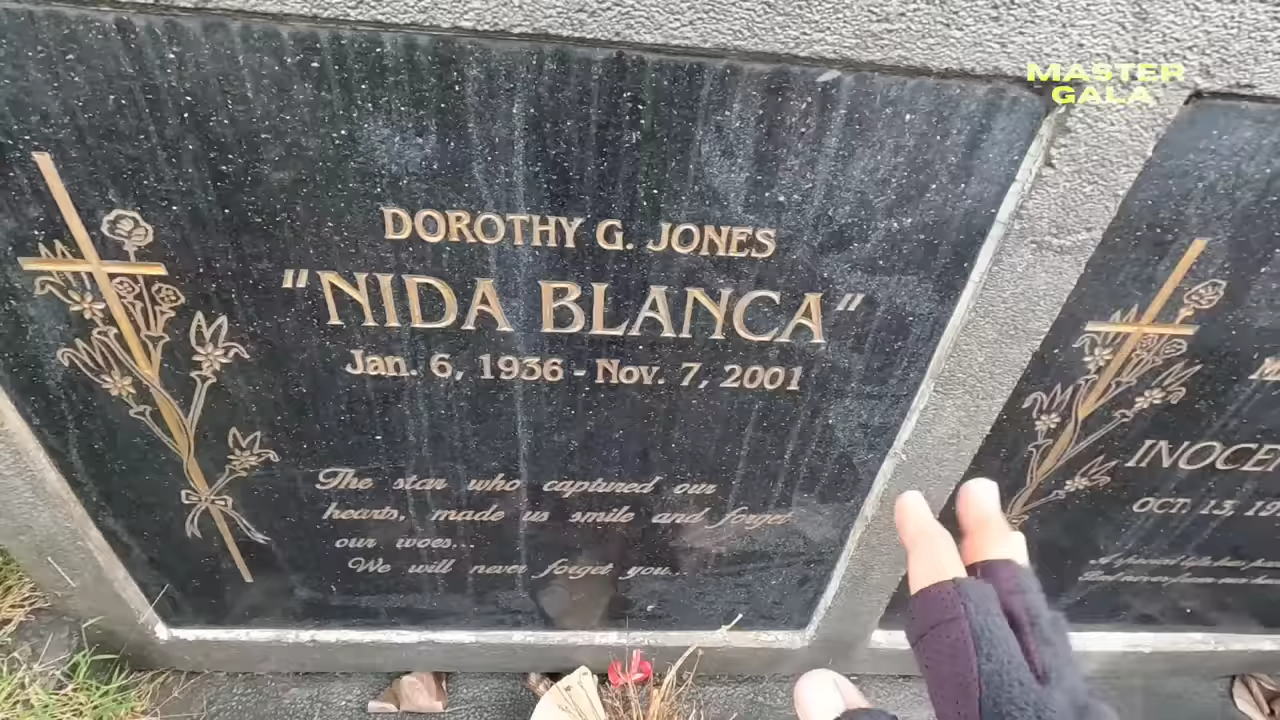 MASTER
GALA
DOROTHY G. JONES
"NIDA BLANCA"
Jan. 6, 1936 - Nov. 7, 2001
The star who captured our
hearts, made us smile and forget
our woes...
We will never forget you...
INOCEN
OCT. 15, 19